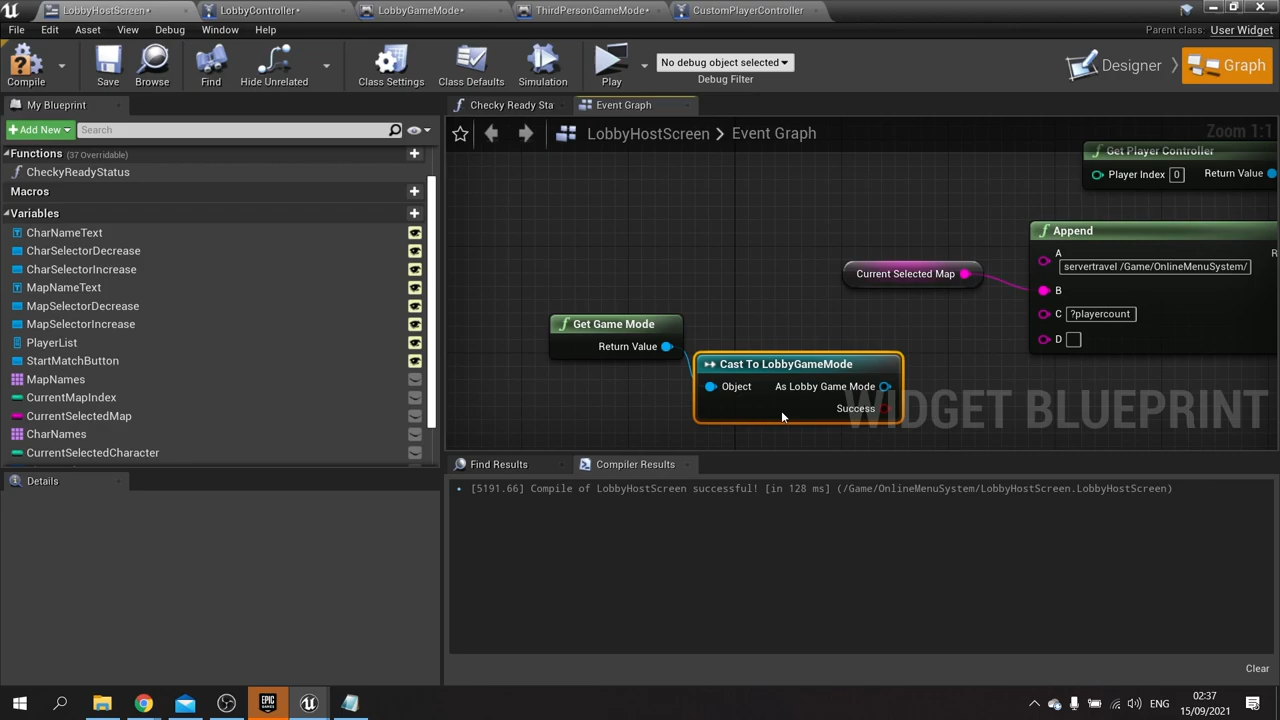 LobbyHostScreen*
LobbyController*
LobbyGameMode*
ThirdPersonGameMode*
CustomPlayerController
File
Edit
Asset
View
Debug
Window
Help
Parent class:
User Widget
Compile
Save
Browse
Find
Hide Unrelated
Class Settings
Class Defaults
Simulation
Play
No debug object selected
Debug Filter
Designer
Graph
My Blueprint
Add New
Search
Functions (37 Overridable)
CheckyReadyStatus
Macros
Variables
CharNameText
CharSelectorDecrease
CharSelectorIncrease
MapNameText
MapSelectorDecrease
MapSelectorIncrease
PlayerList
StartMatchButton
MapNames
CurrentMapIndex
CurrentSelectedMap
CharNames
CurrentSelectedCharacter
Details
Checky Ready Sta
Event Graph
LobbyHostScreen > Event Graph
Zoom 1:1
Get Player Controller
Player Index 0
Return Value
Append
A
servertravel /Game/OnlineMenuSystem/
B
C ?playercount
D
R
Current Selected Map
Get Game Mode
Return Value
Cast To LobbyGameMode
Object
As Lobby Game Mode
Success
WIDGET BLUEPRINT
Find Results
Compiler Results
[5191.66] Compile of LobbyHostScreen successful! [in 128 ms] (/Game/OnlineMenuSystem/LobbyHostScreen.LobbyHostScreen)
Clear
EPIC GAMES
ENG
02:37
15/09/2021